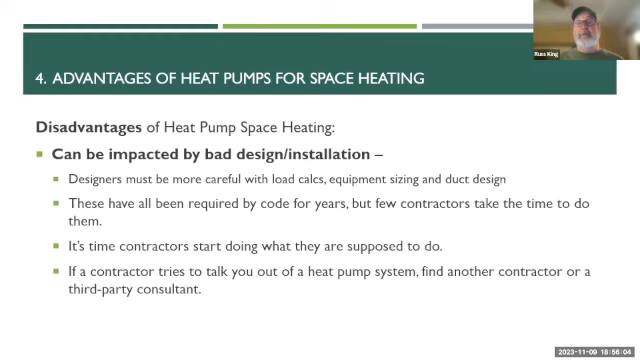 Russ King
4. ADVANTAGES OF HEAT PUMPS FOR SPACE HEATING
Disadvantages of Heat Pump Space Heating:
Can be impacted by bad design/installation –
Designers must be more careful with load calcs, equipment sizing and duct design
These have all been required by code for years, but few contractors take the time to do
them.
It's time contractors start doing what they are supposed to do.
If a contractor tries to talk you out of a heat pump system, find another contractor or a
third-party consultant.
2023-11-09 18:56:04